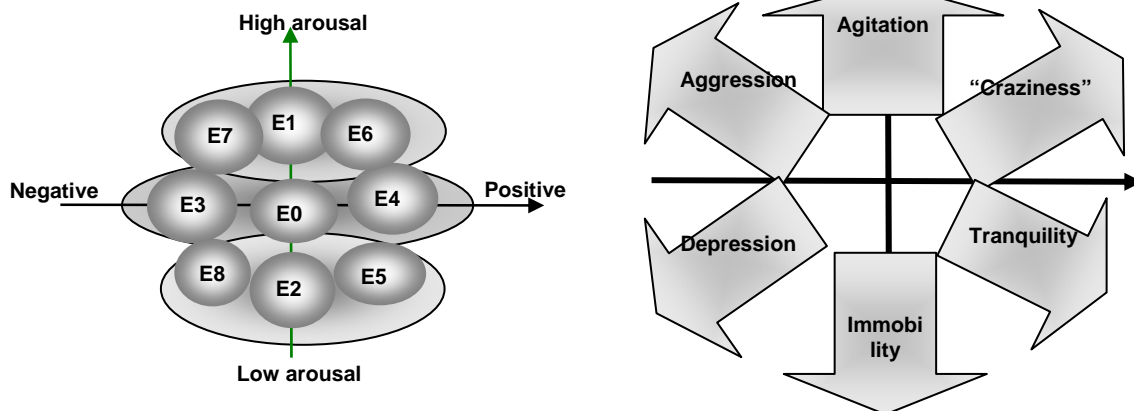 High arousal
E7
E1
E6
Negative
Positive
E3
E0
E4
E8
E2
E5
Low arousal
Agitation
Aggression
“Craziness”
Depression
Tranquility
Immobi
lity